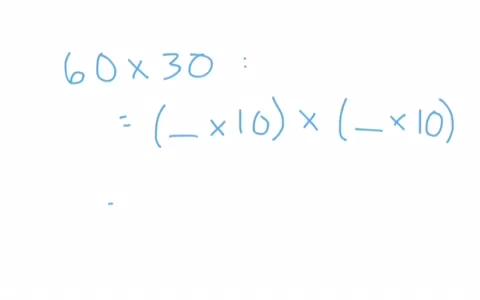 60 x 30 :
= (_ x 10) x (_ x 10)